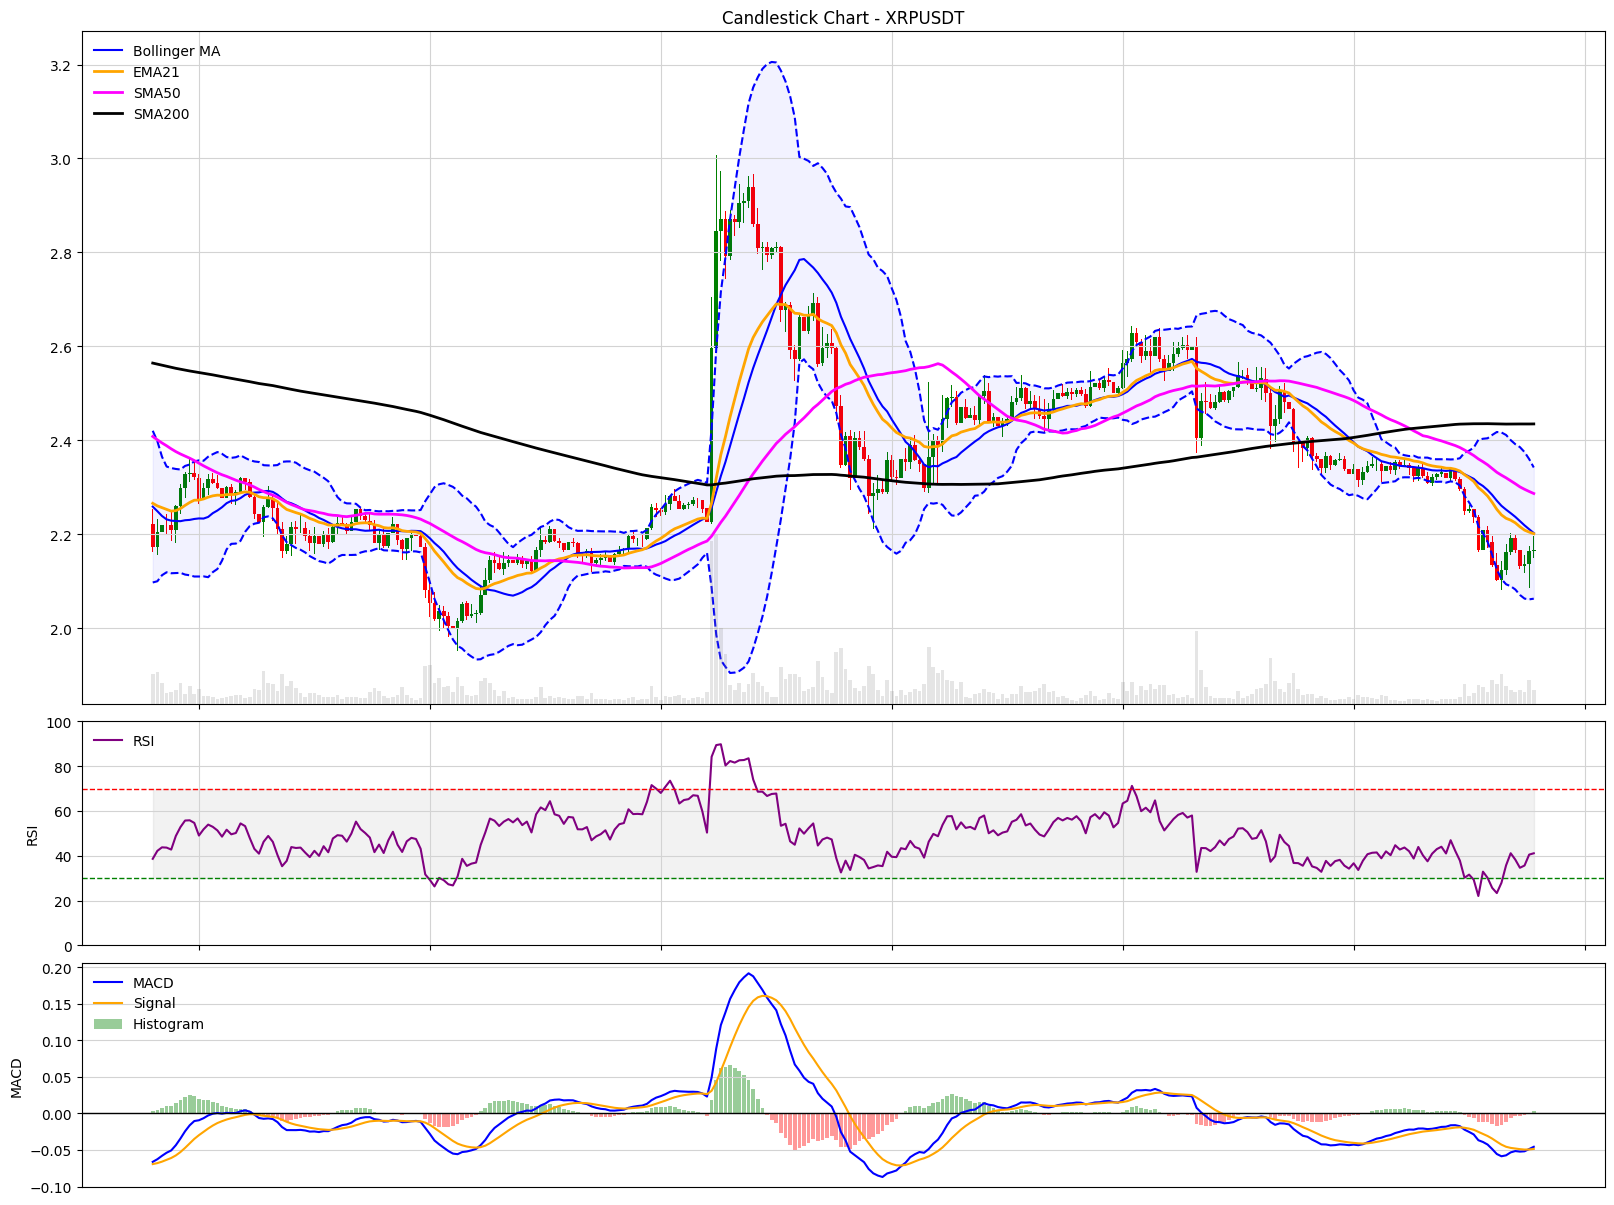 Candlestick Chart - XRPUSDT
Bollinger MA
EMA21
SMA50
SMA200
3.2
3.0
2.8
2.6
2.4
2.2
2.0
RSI
100
80
60
40
20
0
RSI
MACD
Signal
Histogram
0.20
0.15
0.10
0.05
0.00
−0.05
−0.10
MACD